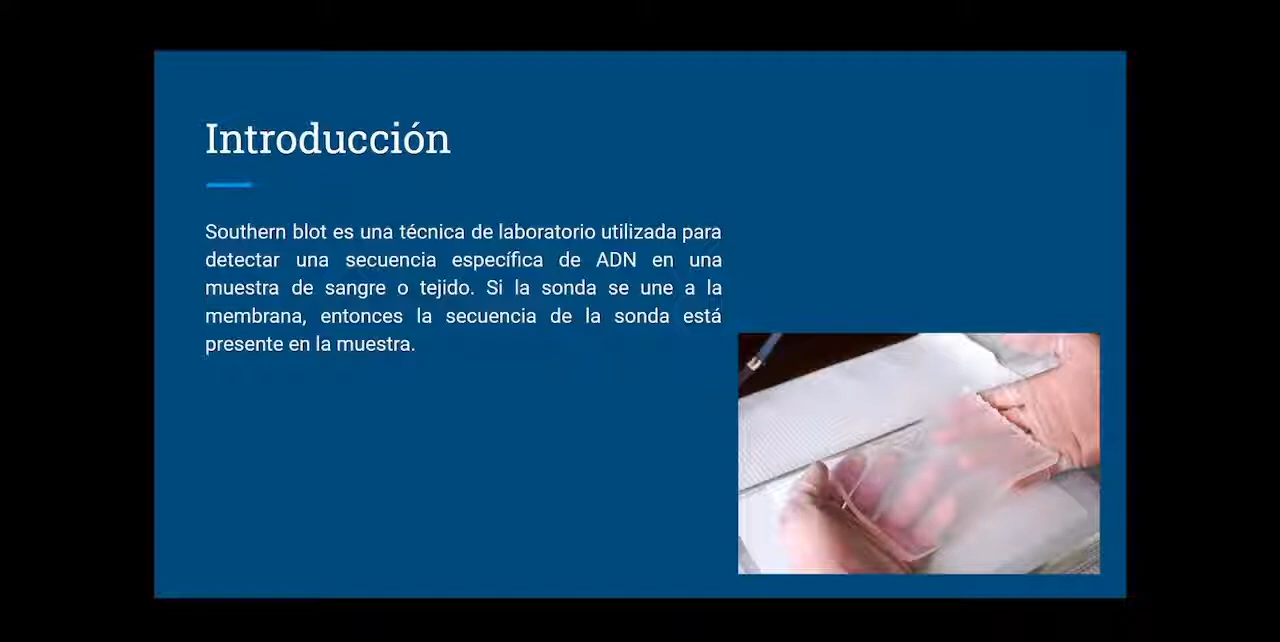 Introducción
Southern blot es una técnica de laboratorio utilizada para
detectar una secuencia específica de ADN en una
muestra de sangre o tejido. Si la sonda se une a la
membrana, entonces la secuencia de la sonda está
presente en la muestra.